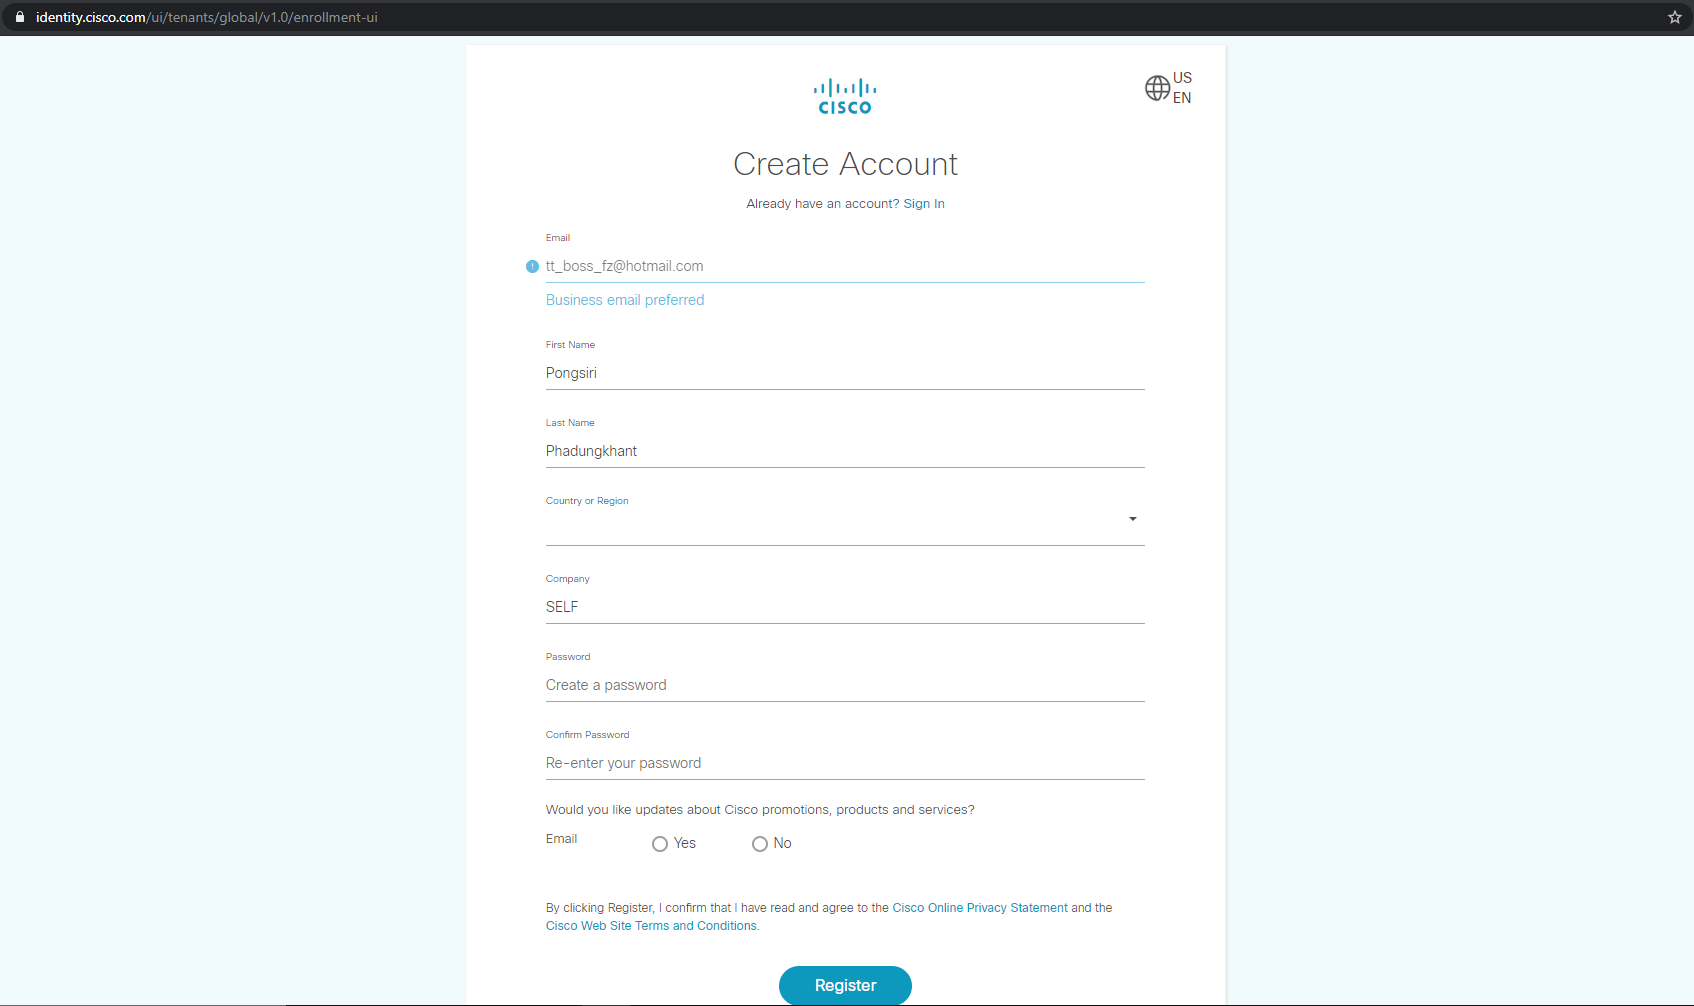 identity.cisco.com/ui/tenants/global/v1.0/enrollment-ui
US
EN
CISCO
Create Account
Already have an account? Sign In
Email
tt_boss_fz@hotmail.com
Business email preferred
First Name
Pongsiri
Last Name
Phadungkhant
Country or Region
Company
SELF
Password
Create a password
Confirm Password
Re-enter your password
Would you like updates about Cisco promotions, products and services?
Email Yes No
By clicking Register, I confirm that I have read and agree to the Cisco Online Privacy Statement and the
Cisco Web Site Terms and Conditions.
Register